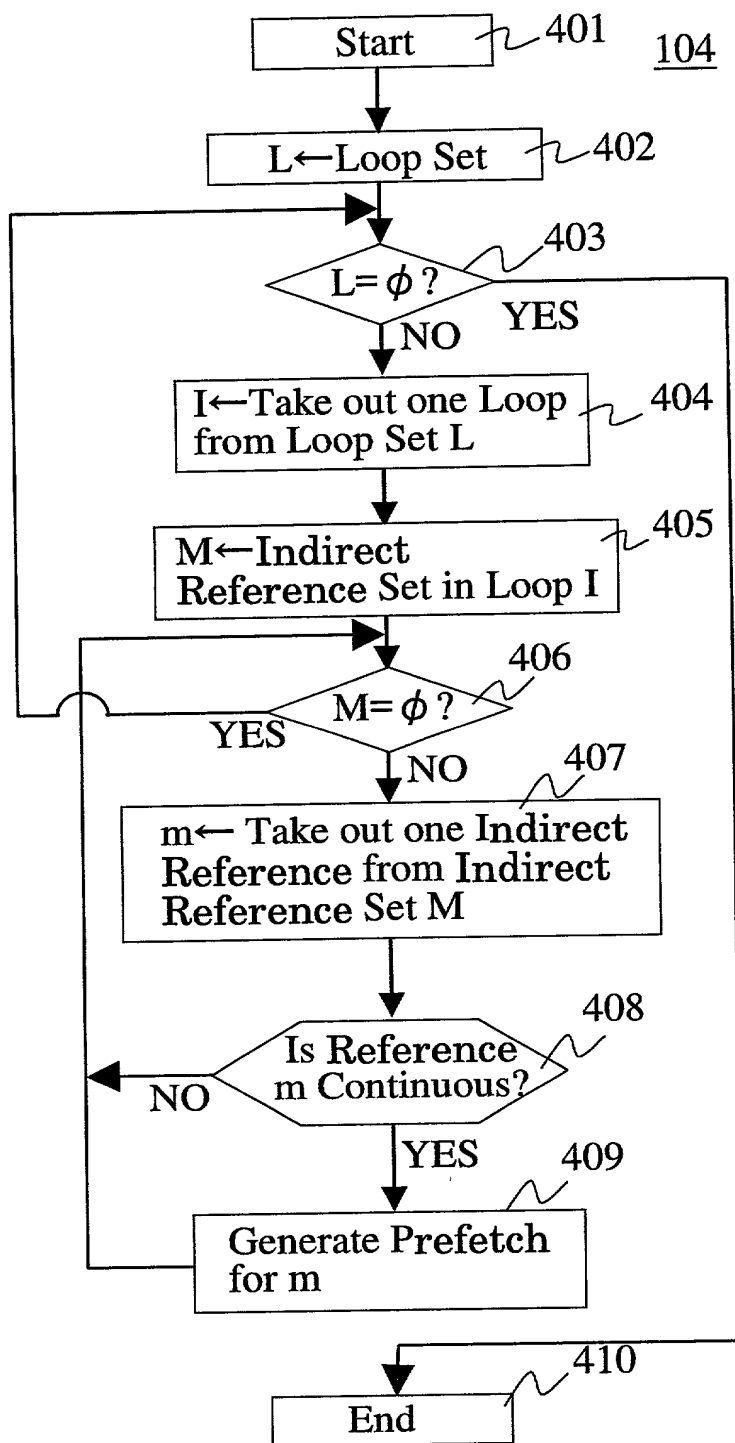 Start
401
104
L←Loop Set
402
403
L=ϕ?
YES
NO
I←Take out one Loop
from Loop Set L
404
405
M←Indirect
Reference Set in Loop I
406
M=ϕ?
YES
NO
407
m← Take out one Indirect
Reference from Indirect
Reference Set M
408
Is Reference
m Continuous?
NO
YES
409
Generate Prefetch
for m
410
End